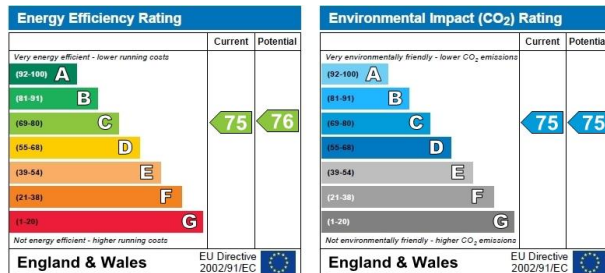 Energy Efficiency Rating
Current Potential
Very energy efficient - lower running costs
(92-100) A
(81-91) B
(69-80) C 75 76
(55-68) D
(39-54) E
(21-38) F
(1-20) G
Not energy efficient - higher running costs
England & Wales
EU Directive
2002/91/EC
Environmental Impact (CO₂) Rating
Current Potential
Very environmentally friendly - lower CO₂ emissions
(92-100) A
(81-91) B
(69-80) C 75 75
(55-68) D
(39-54) E
(21-38) F
(1-20) G
Not environmentally friendly - higher CO₂ emissions
England & Wales
EU Directive
2002/91/EC